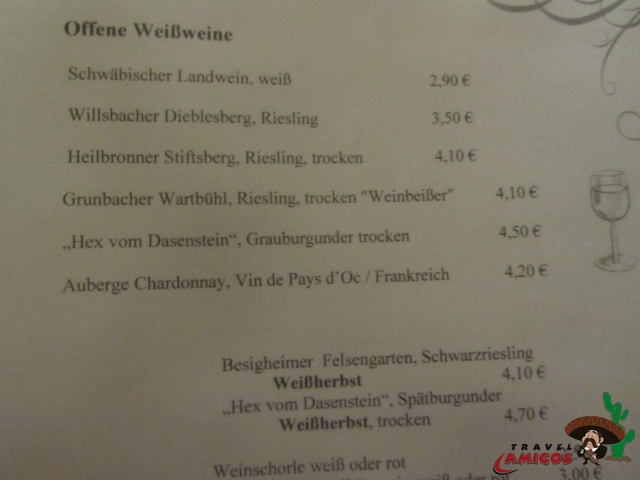 Offene Weißweine
Schwäbischer Landwein, weiß 2,90 €
Willsbacher Dieblesberg, Riesling 3,50 €
Heilbronner Stiftsberg, Riesling, trocken 4,10 €
Grunbacher Wartbühl, Riesling, trocken "Weinbeißer" 4,10 €
„Hex vom Dasenstein“, Grauburgunder trocken 4,50 €
Auberge Chardonnay, Vin de Pays d’Oc / Frankreich 4,20 €
Besigheimer Felsengarten, Schwarzriesling
Weißherbst 4,10 €
„Hex vom Dasenstein“, Spätburgunder
Weißherbst, trocken 4,70 €
Weinschorle weiß oder rot 3,00 €
weiß oder rot
TRAVEL
AMIGOS